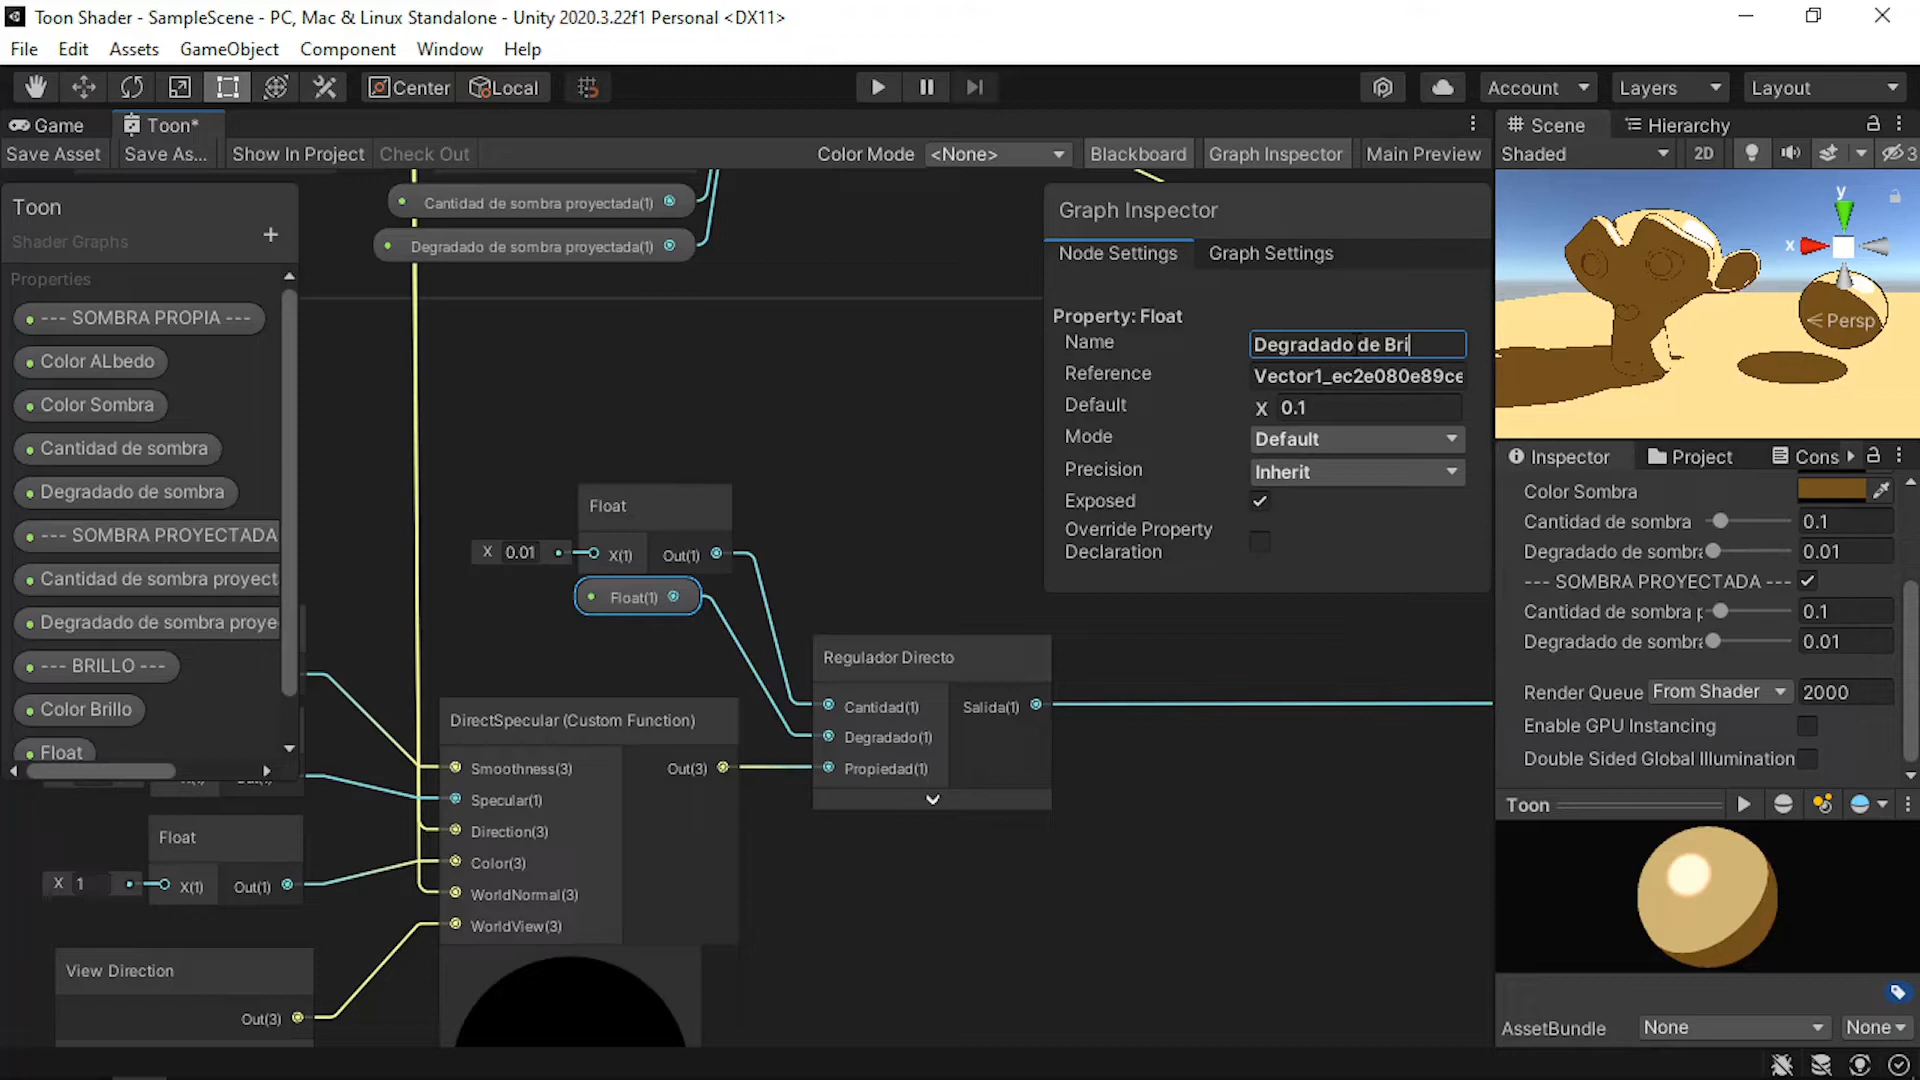 Toon Shader - SampleScene - PC, Mac & Linux Standalone - Unity 2020.3.22f1 Personal <DX11>
File Edit Assets GameObject Component Window Help
Center Local Account Layers Layout
Game Toon* Scene Hierarchy
Save Asset Save As... Show In Project Check Out Color Mode <None> Blackboard Graph Inspector Main Preview Shaded 2D 3
Toon
Shader Graphs
Properties
--- SOMBRA PROPIA ---
Color ALbedo
Color Sombra
Cantidad de sombra
Degradado de sombra
--- SOMBRA PROYECTADA
Cantidad de sombra proyect
Degradado de sombra proye
--- BRILLO ---
Color Brillo
Float
Cantidad de sombra proyectada(1)
Degradado de sombra proyectada(1)
Float
X 0.01 X(1) Out(1)
Float(1)
Regulador Directo
Cantidad(1) Salida(1)
Degradado(1)
Propiedad(1)
DirectSpecular (Custom Function)
Smoothness(3) Out(3)
Specular(1)
Direction(3)
Color(3)
WorldNormal(3)
WorldView(3)
Float
X 1 X(1) Out(1)
View Direction
Out(3)
Graph Inspector
Node Settings Graph Settings
Property: Float
Name Degradado de Bri
Reference Vector1_ec2e080e89ce
Default X 0.1
Mode Default
Precision Inherit
Exposed
Override Property
Declaration
y
x
Persp
Inspector Project Cons
Color Sombra
Cantidad de sombra 0.1
Degradado de sombra 0.01
--- SOMBRA PROYECTADA ---
Cantidad de sombra p 0.1
Degradado de sombra 0.01
Render Queue From Shader 2000
Enable GPU Instancing
Double Sided Global Illumination
Toon
AssetBundle None None